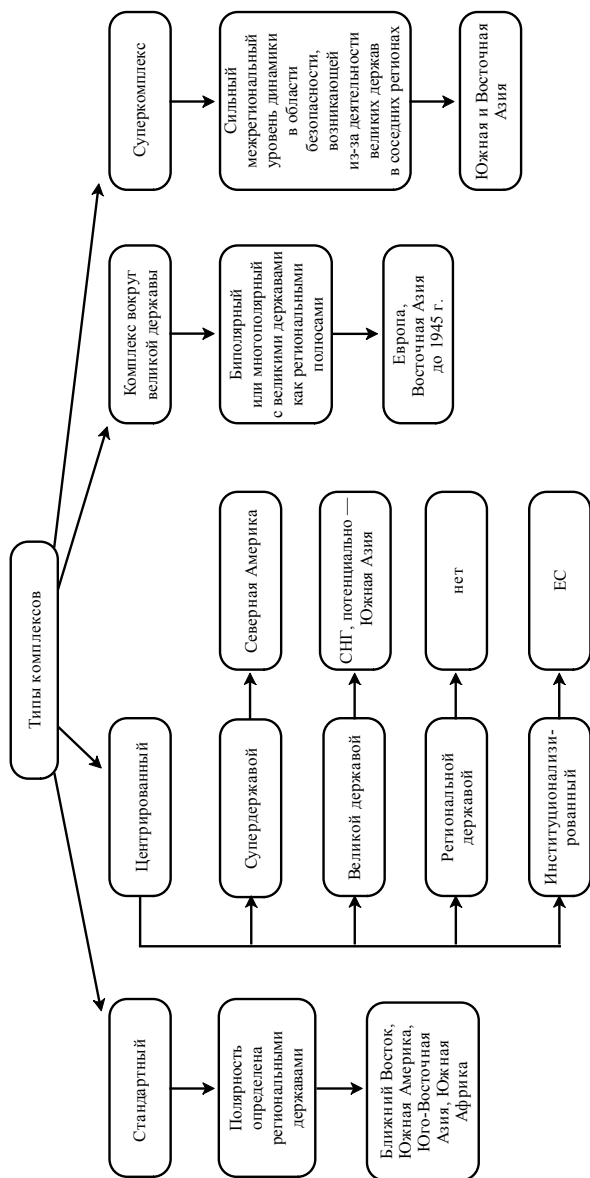 Типы комплексов
Стандартный
Полярность
определена
региональными
державами
Ближний Восток,
Южная Америка,
Юго-Восточная
Азия, Южная
Африка
Центрированный
Супердержавой
Северная Америка
Великой державой
СНГ, потенциально —
Южная Азия
Региональной
державой
нет
Институционализи-
рованный
ЕС
Комплекс вокруг
великой державы
Биполярный
или многополярный
с великими державами
как региональными
полюсами
Европа,
Восточная Азия
до 1945 г.
Суперкомплекс
Сильный
межрегиональный
уровень динамики
в области
безопасности,
возникающей
из-за деятельности
великих держав
в соседних регионах
Южная и Восточная
Азия